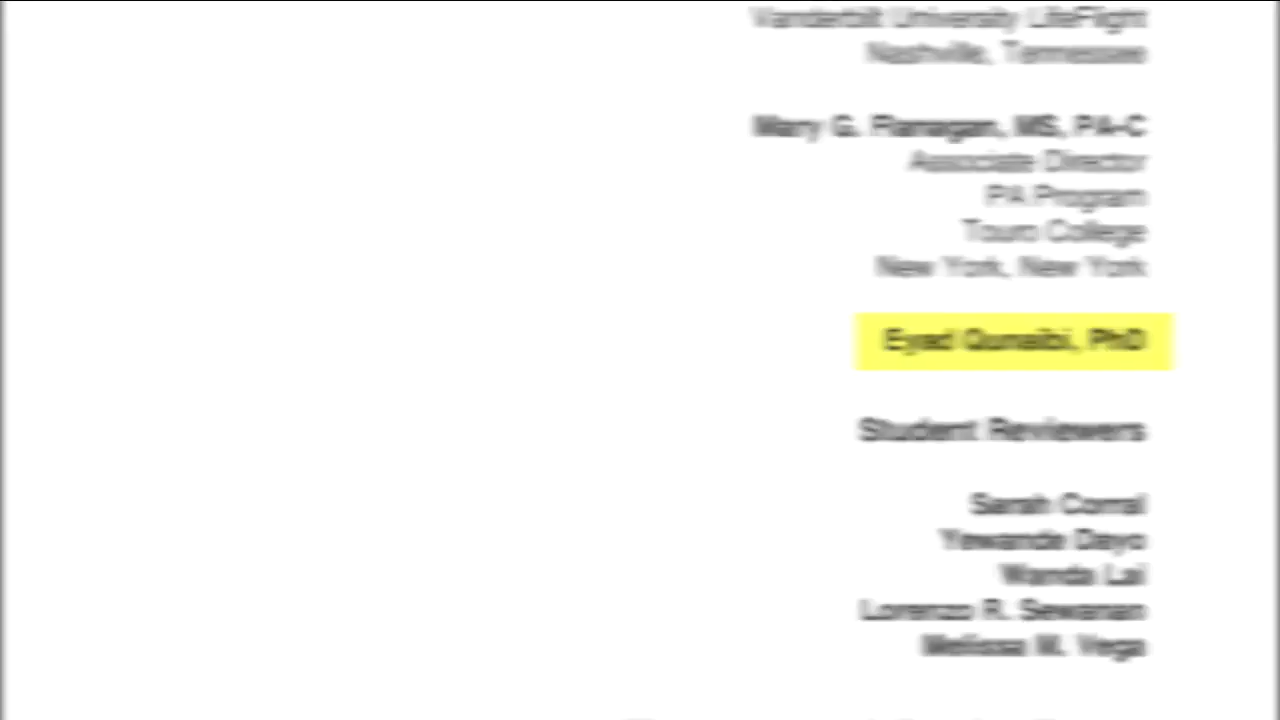 Vanderbilt University LifeFlight
Nashville, Tennessee
Mary G. Flanagan, MS, PA-C
Associate Director
PA Program
Touro College
New York, New York
Eyad Qunaibi, PhD
Student Reviewers
Sarah Corral
Yewande Dayo
Wanda Lai
Lorenzo R. Sewanan
Melissa M. Vega